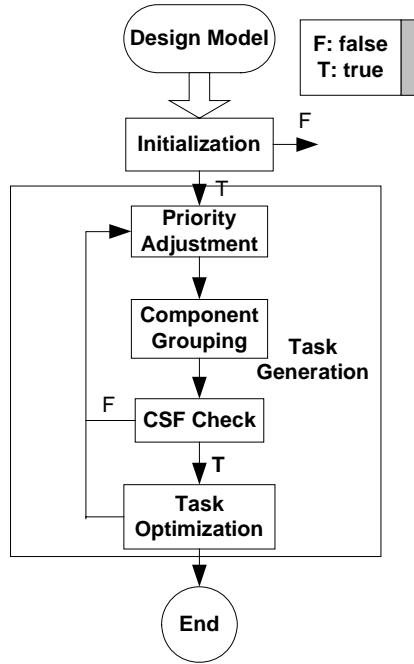 Design Model
F: false
T: true
Initialization
F
T
Priority
Adjustment
Component
Grouping
Task
Generation
F
CSF Check
T
Task
Optimization
End